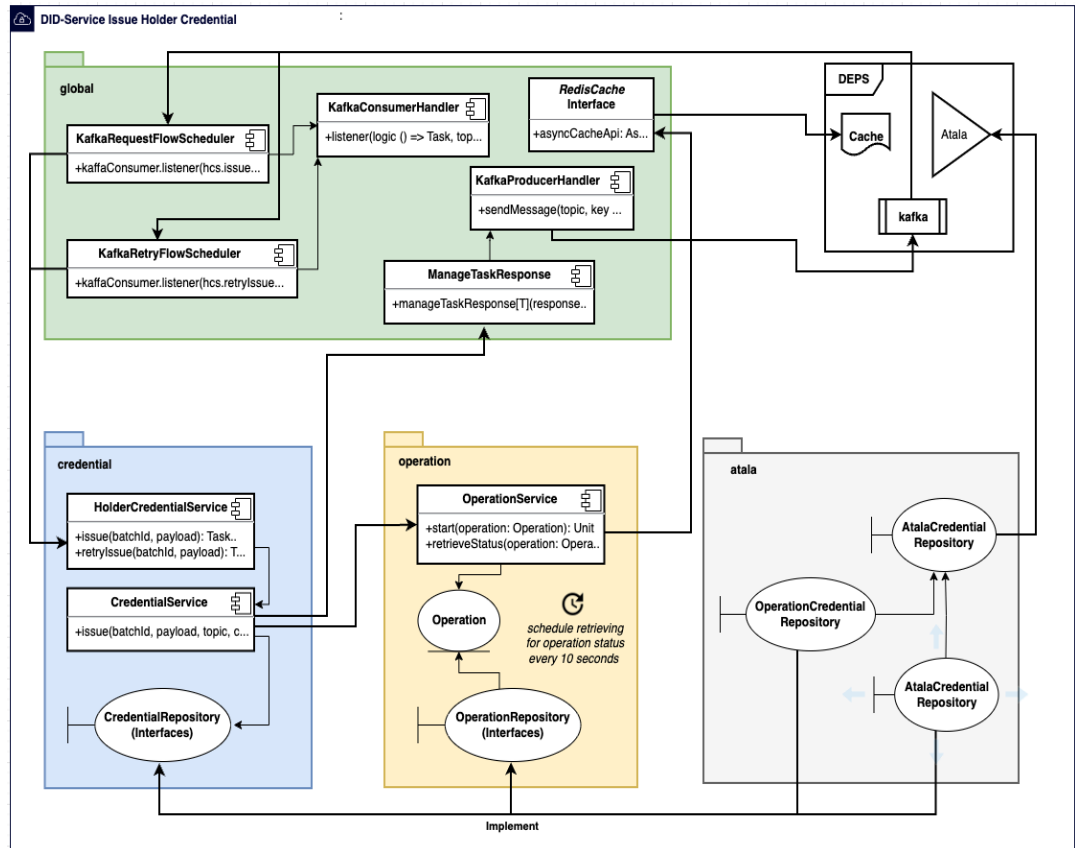 DID-Service Issue Holder Credential
:
global
KafkaRequestFlowScheduler
+kaffaConsumer.listener(hcs.issue...
KafkaConsumerHandler
+listener(logic () => Task, top...
RedisCache
Interface
+asyncCacheApi: As...
DEPS
Cache
Atala
kafka
KafkaProducerHandler
+sendMessage(topic, key ...
KafkaRetryFlowScheduler
+kaffaConsumer.listener(hcs.retryIssue...
ManageTaskResponse
+manageTaskResponse[T](response..
credential
HolderCredentialService
+issue(batchId, payload): Task..
+retryIssue(batchId, payload): T...
CredentialService
+issue(batchId, payload, topic, c...
CredentialRepository
(Interfaces)
operation
OperationService
+start(operation: Operation): Unit
+retrieveStatus(operation: Opera..
Operation
schedule retrieving
for operation status
every 10 seconds
OperationRepository
(Interfaces)
atala
AtalaCredential
Repository
OperationCredential
Repository
AtalaCredential
Repository
Implement